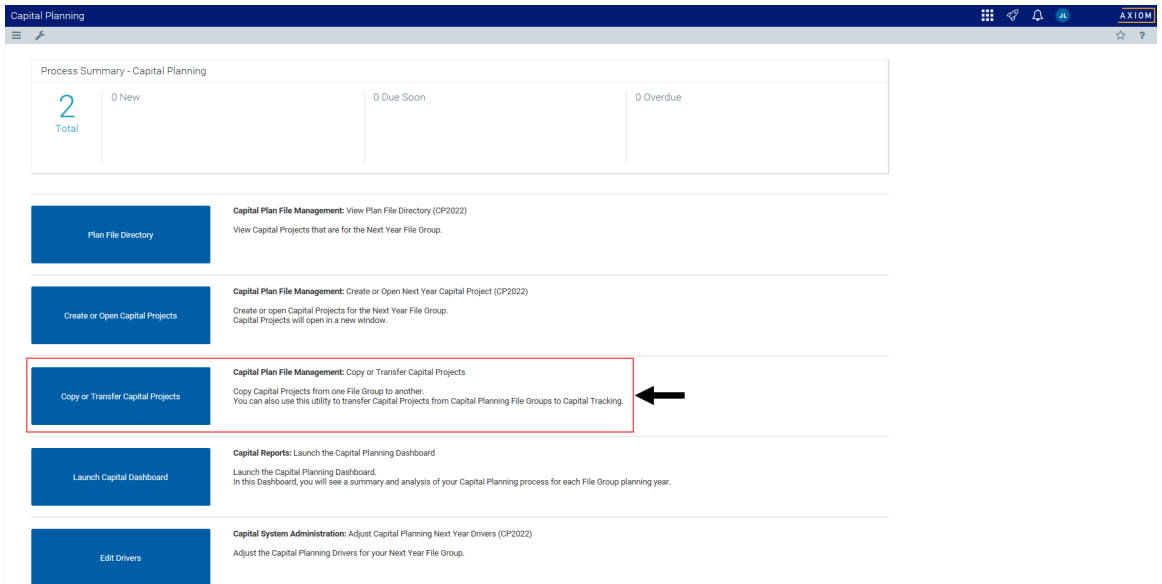 Capital Planning
JL
AXIOM
?
Process Summary - Capital Planning
2
Total
0 New
0 Due Soon
0 Overdue
Plan File Directory
Capital Plan File Management: View Plan File Directory (CP2022)
View Capital Projects that are for the Next Year File Group.
Create or Open Capital Projects
Capital Plan File Management: Create or Open Next Year Capital Project (CP2022)
Create or open Capital Projects for the Next Year File Group.
Capital Projects will open in a new window.
Copy or Transfer Capital Projects
Capital Plan File Management: Copy or Transfer Capital Projects
Copy Capital Projects from one File Group to another.
You can also use this utility to transfer Capital Projects from Capital Planning File Groups to Capital Tracking.
Launch Capital Dashboard
Capital Reports: Launch the Capital Planning Dashboard
Launch the Capital Planning Dashboard.
In this Dashboard, you will see a summary and analysis of your Capital Planning process for each File Group planning year.
Edit Drivers
Capital System Administration: Adjust Capital Planning Next Year Drivers (CP2022)
Adjust the Capital Planning Drivers for your Next Year File Group.